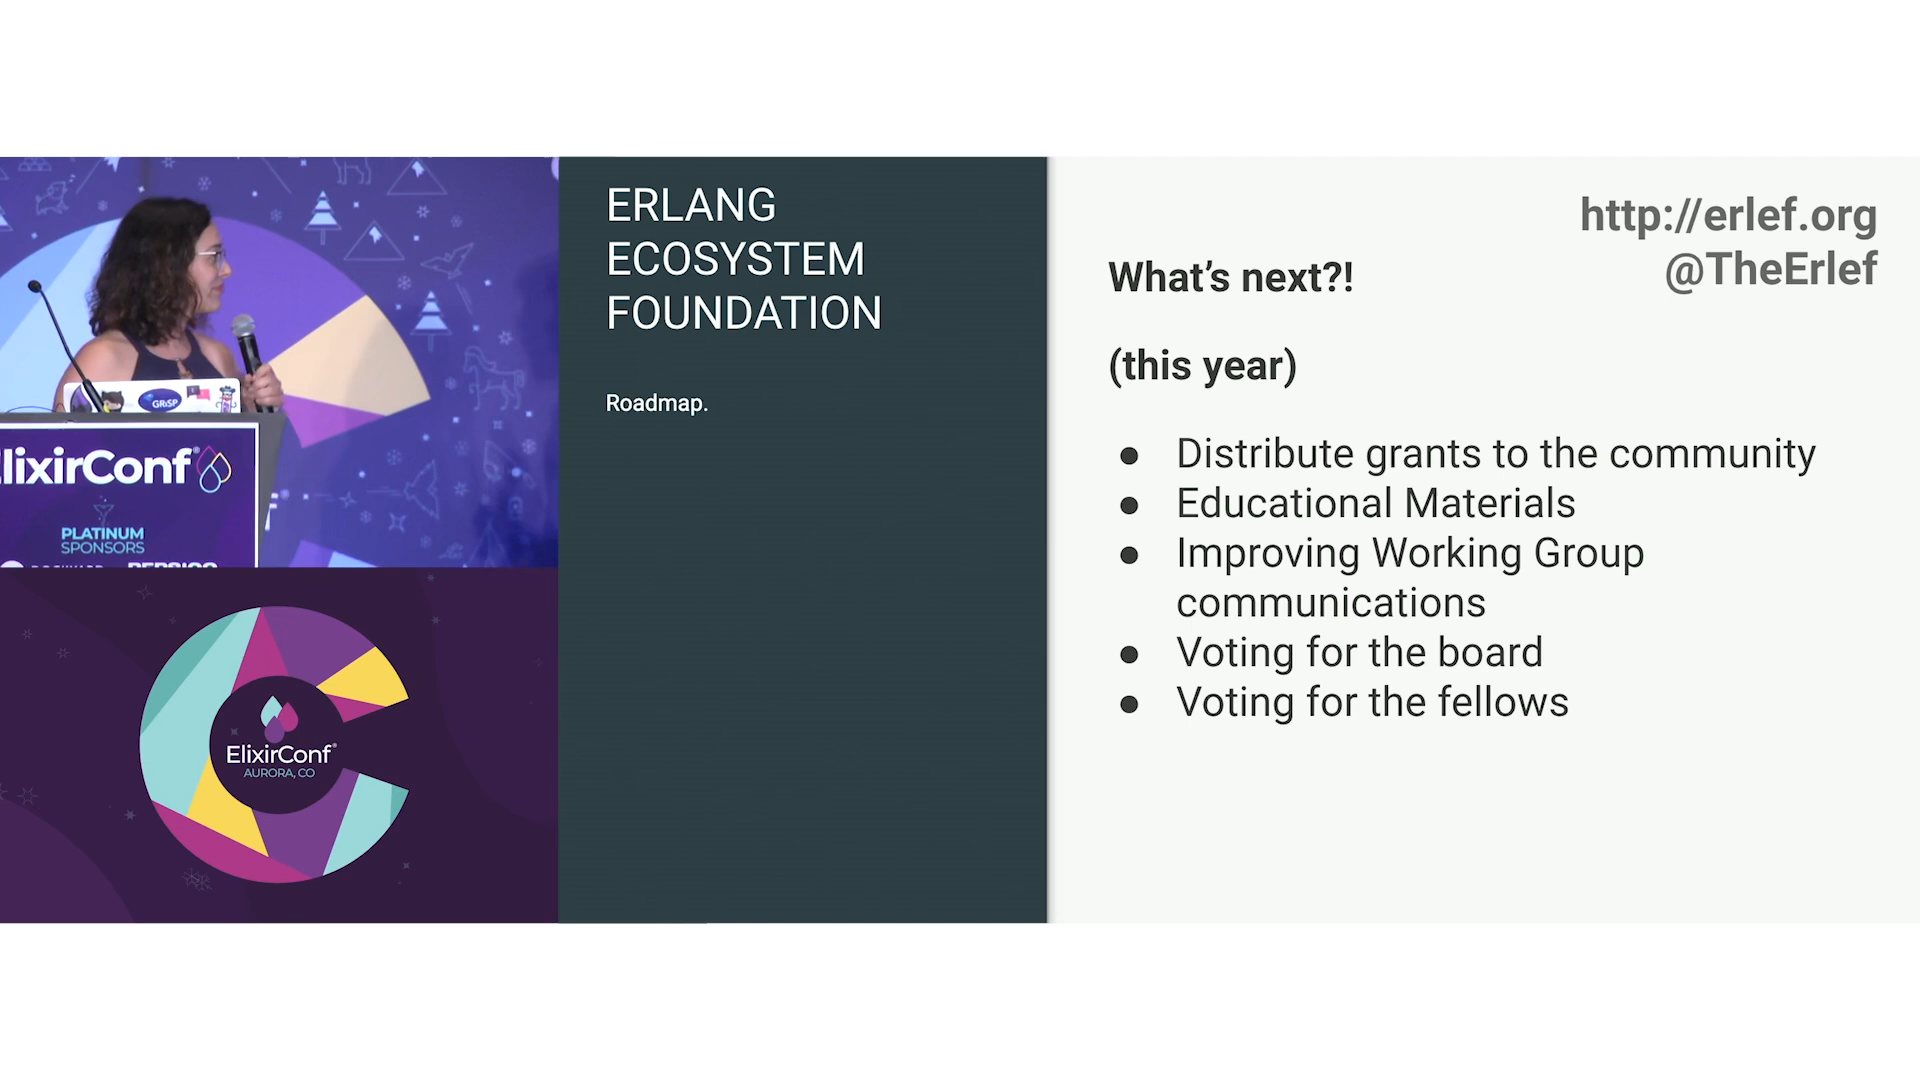 GRiSP
lixirConf
PLATINUM
SPONSORS
ElixirConf
AURORA, CO
ERLANG
ECOSYSTEM
FOUNDATION
Roadmap.
http://erlef.org
@TheErlef
What’s next?!
(this year)
● Distribute grants to the community
● Educational Materials
● Improving Working Group
communications
● Voting for the board
● Voting for the fellows